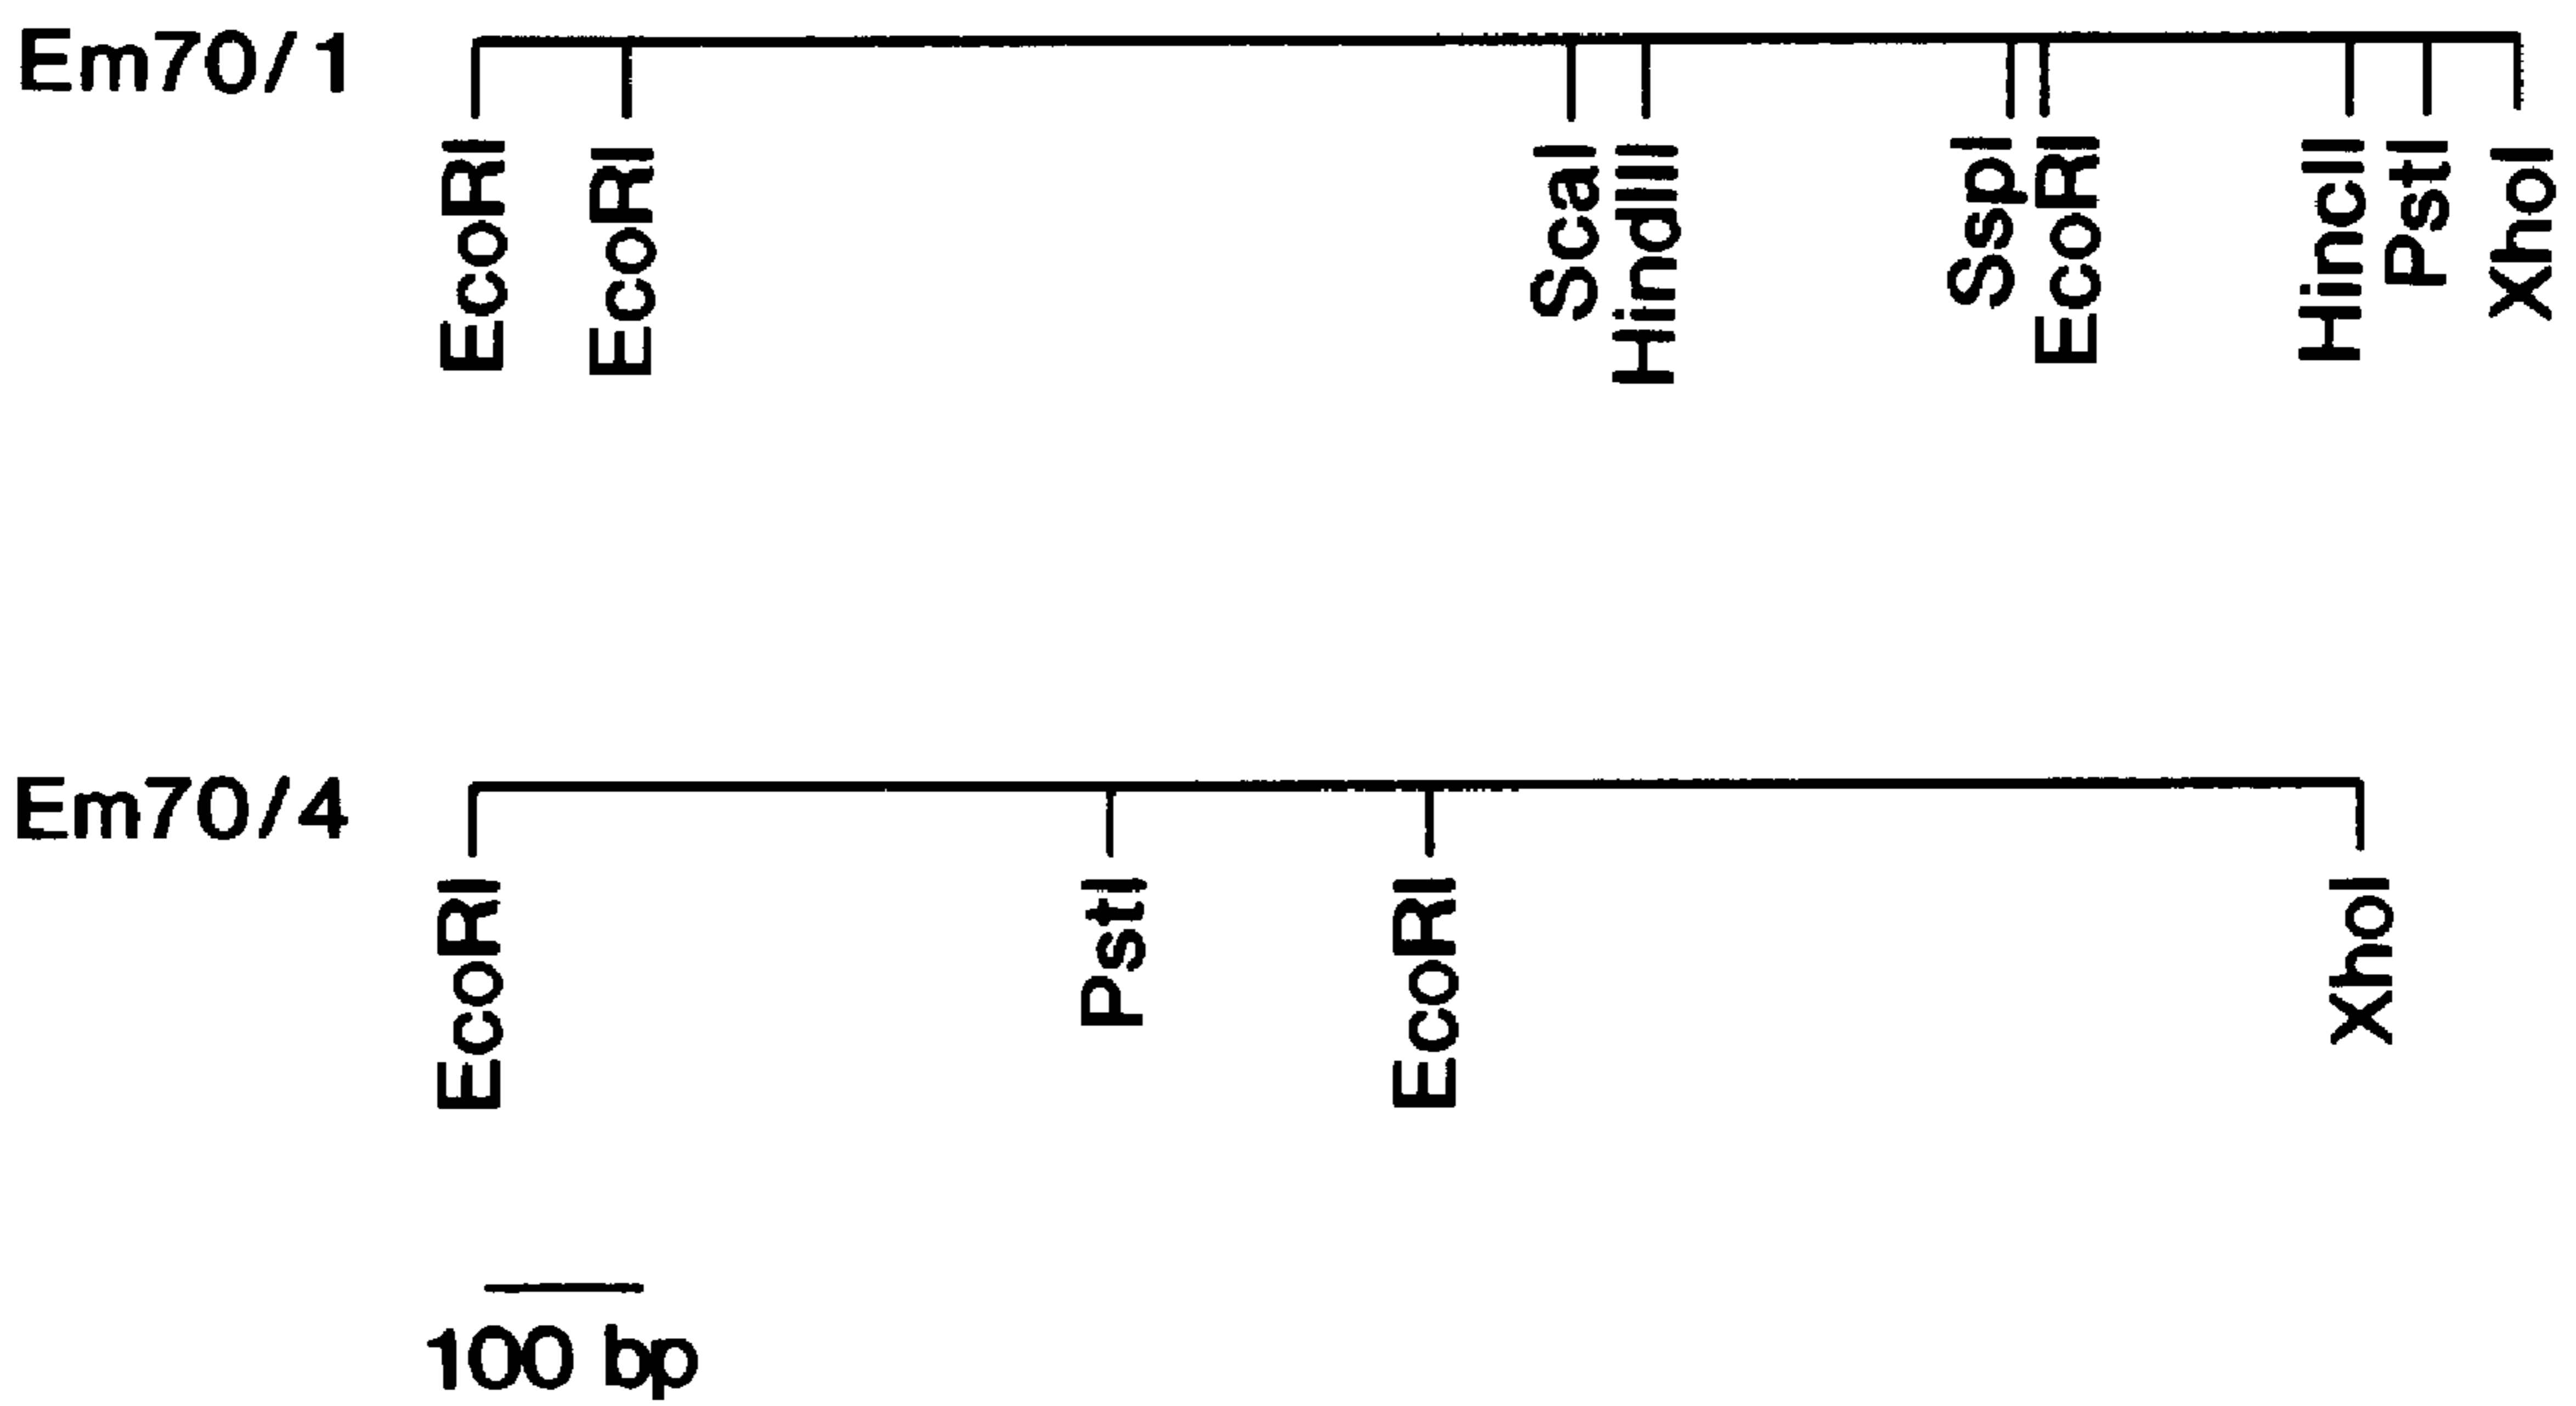 Em70/1
EcoRI
EcoRI
ScaI
HindIII
SspI
EcoRI
HincII
PstI
XhoI
Em70/4
EcoRI
PstI
EcoRI
XhoI
100 bp